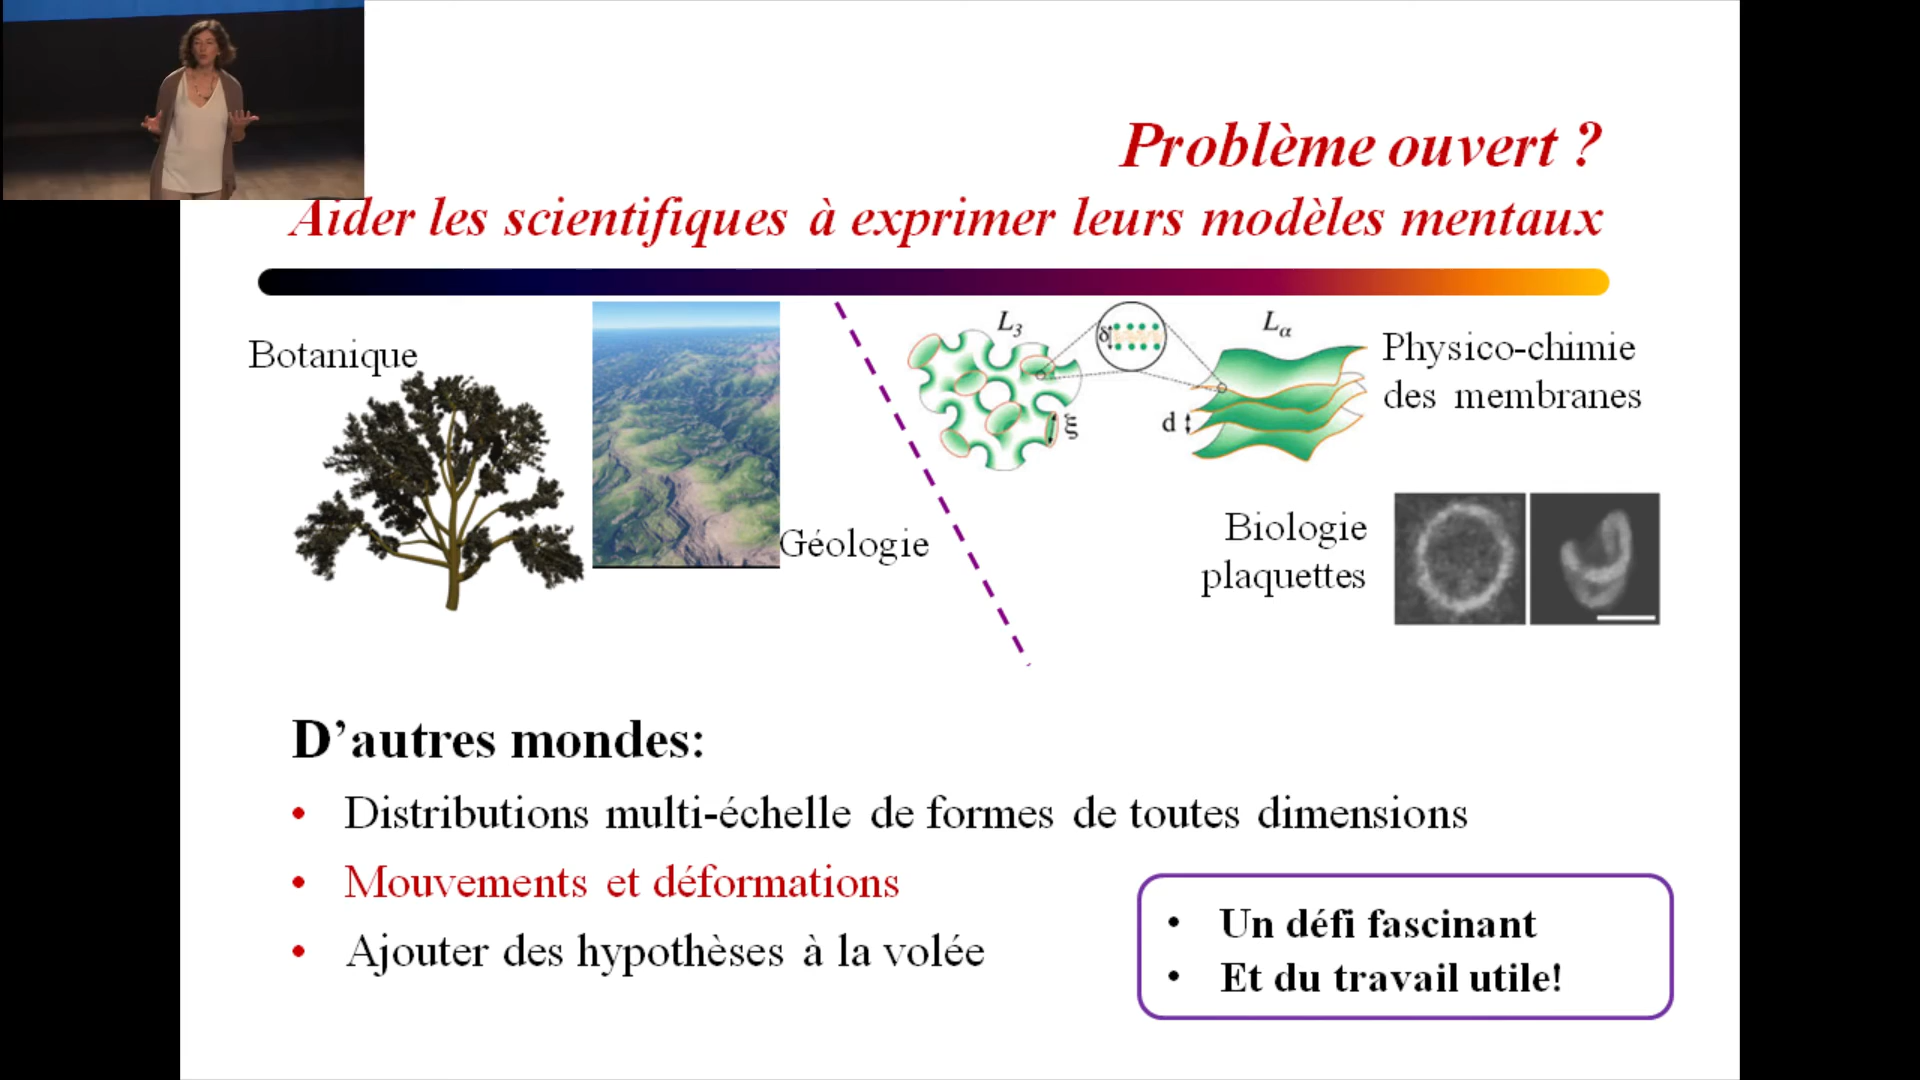 Problème ouvert ?
Aider les scientifiques à exprimer leurs modèles mentaux
Botanique
Géologie
L3
δ
Lα
ξ
d
Physico-chimie
des membranes
Biologie
plaquettes
D’autres mondes:
• Distributions multi-échelle de formes de toutes dimensions
• Mouvements et déformations
• Ajouter des hypothèses à la volée
• Un défi fascinant
• Et du travail utile!